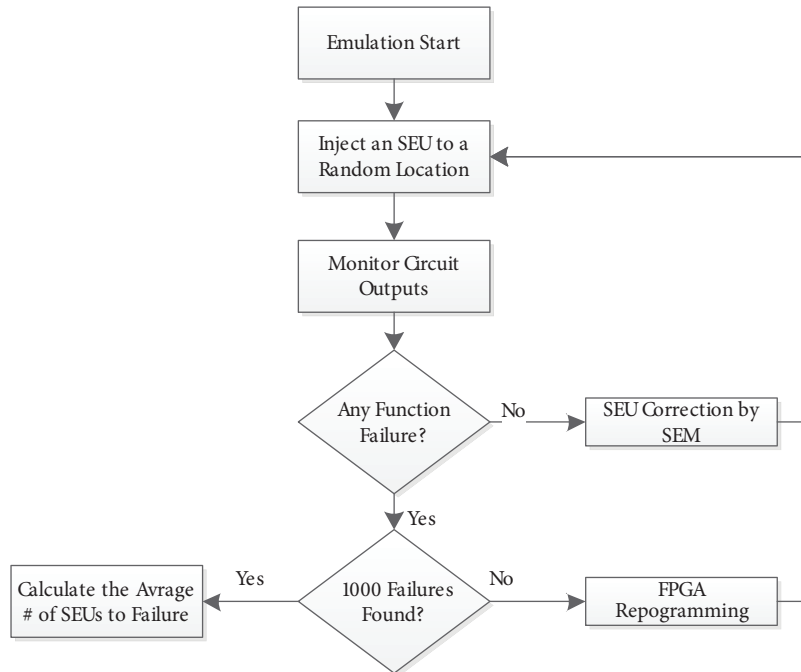 Emulation Start
Inject an SEU to a
Random Location
Monitor Circuit
Outputs
Any Function
Failure?
No
SEU Correction by
SEM
Yes
1000 Failures
Found?
Yes
Calculate the Avrage
# of SEUs to Failure
No
FPGA
Repogramming